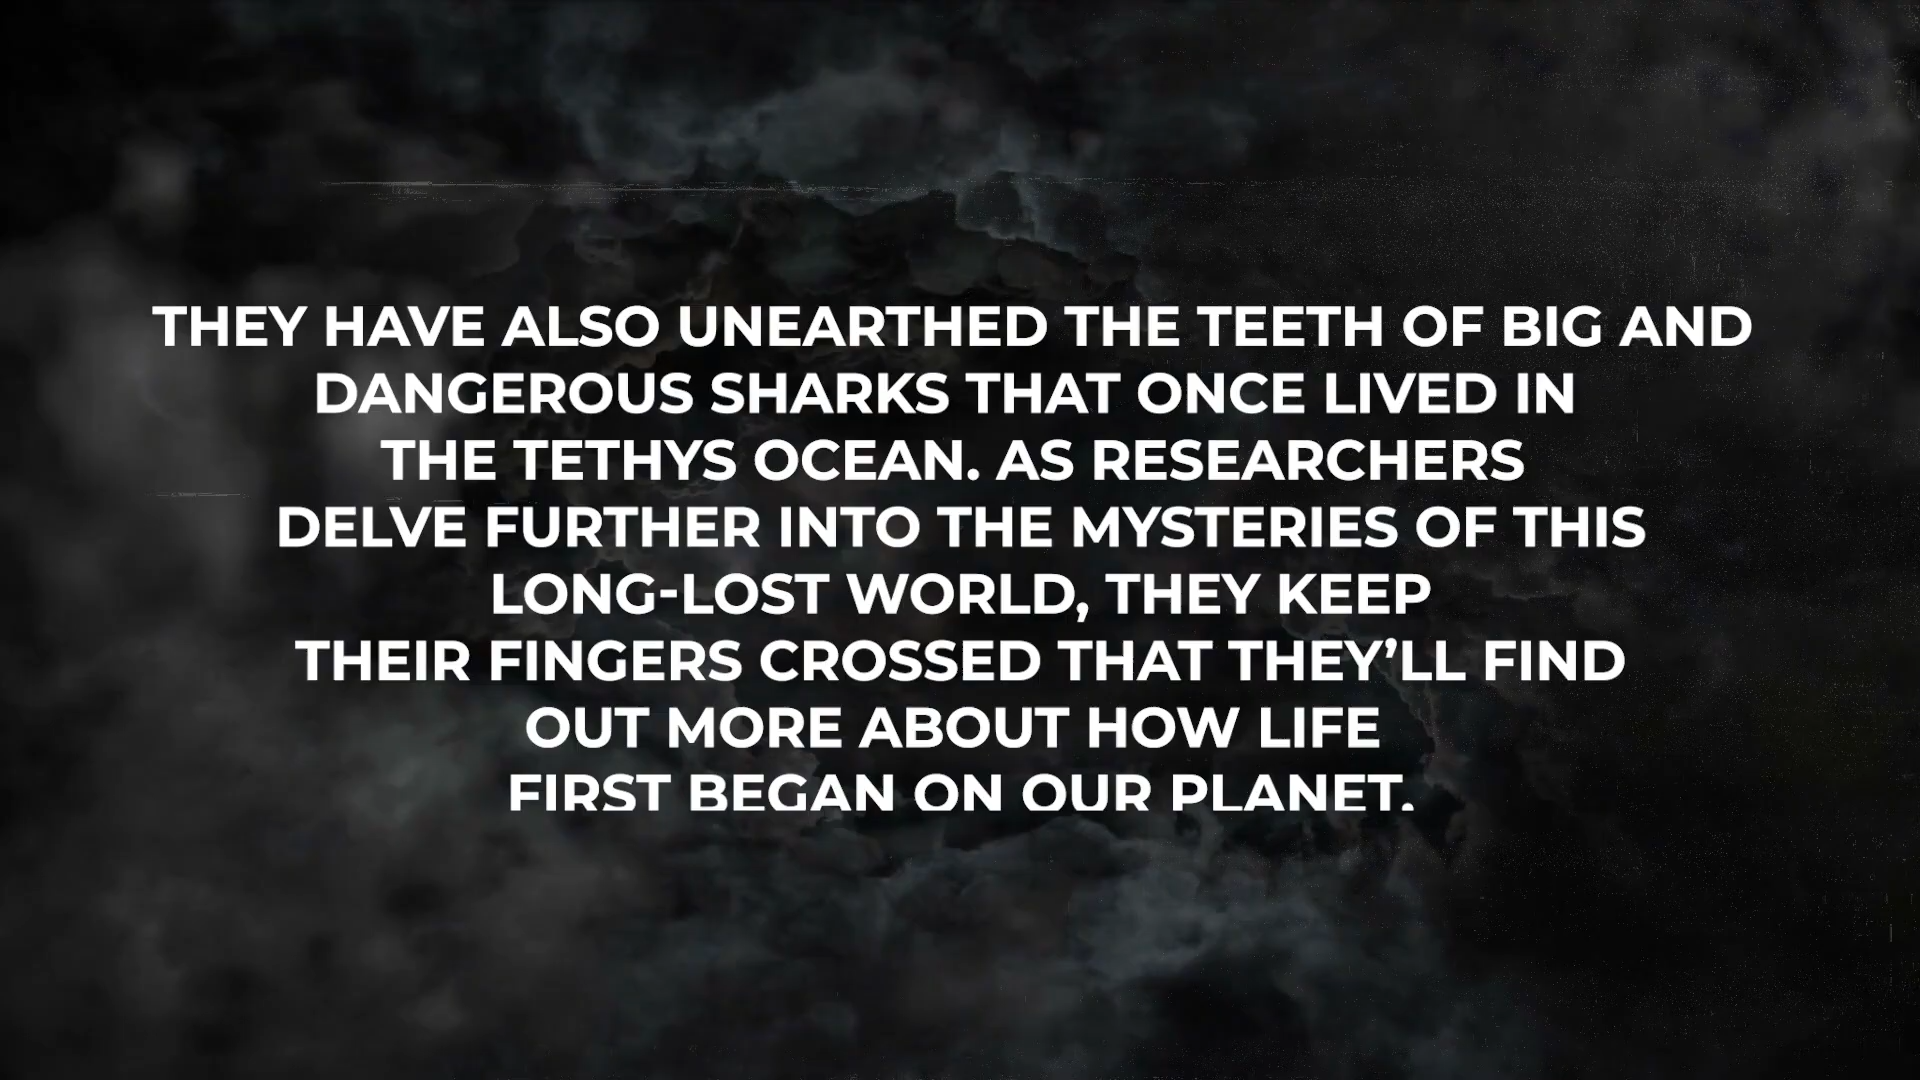 THEY HAVE ALSO UNEARTHED THE TEETH OF BIG AND
DANGEROUS SHARKS THAT ONCE LIVED IN
THE TETHYS OCEAN. AS RESEARCHERS
DELVE FURTHER INTO THE MYSTERIES OF THIS
LONG-LOST WORLD, THEY KEEP
THEIR FINGERS CROSSED THAT THEY’LL FIND
OUT MORE ABOUT HOW LIFE
FIRST BEGAN ON OUR PLANET.